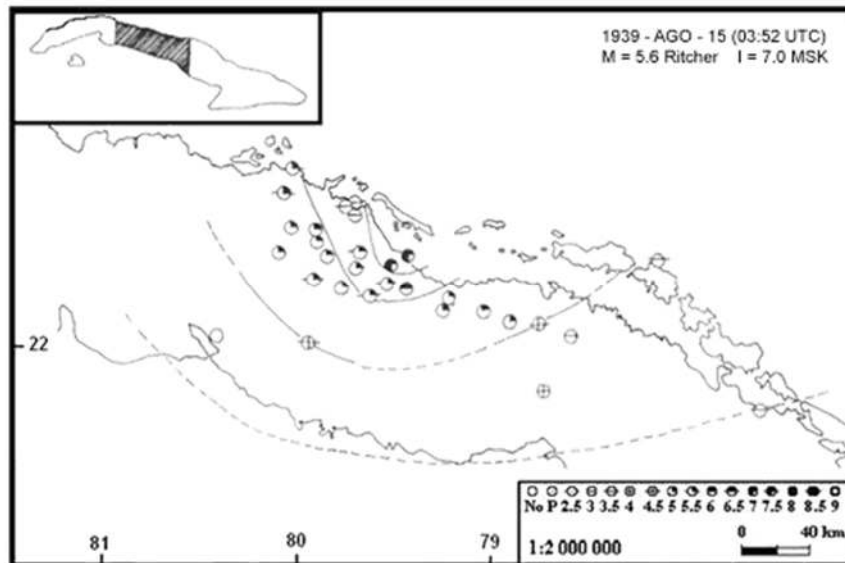 1939 - AGO - 15 (03:52 UTC)
M = 5.6 Ritcher I = 7.0 MSK
22
No P 2.5 3 3.5 4 4.5 5 5.5 6 6.5 7 7.5 8 8.5 9
0 40 km
1:2 000 000
81 80 79